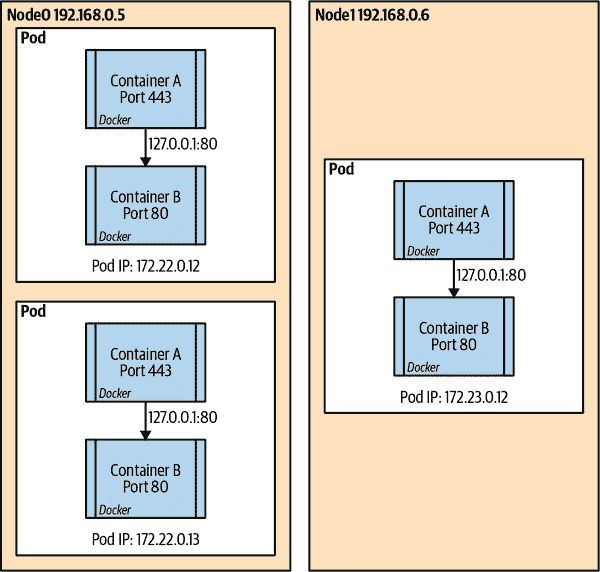 Node0 192.168.0.5
Pod
Container A
Port 443
Docker
127.0.0.1:80
Container B
Port 80
Docker
Pod IP: 172.22.0.12
Pod
Container A
Port 443
Docker
127.0.0.1:80
Container B
Port 80
Docker
Pod IP: 172.22.0.13
Node1 192.168.0.6
Pod
Container A
Port 443
Docker
127.0.0.1:80
Container B
Port 80
Docker
Pod IP: 172.23.0.12